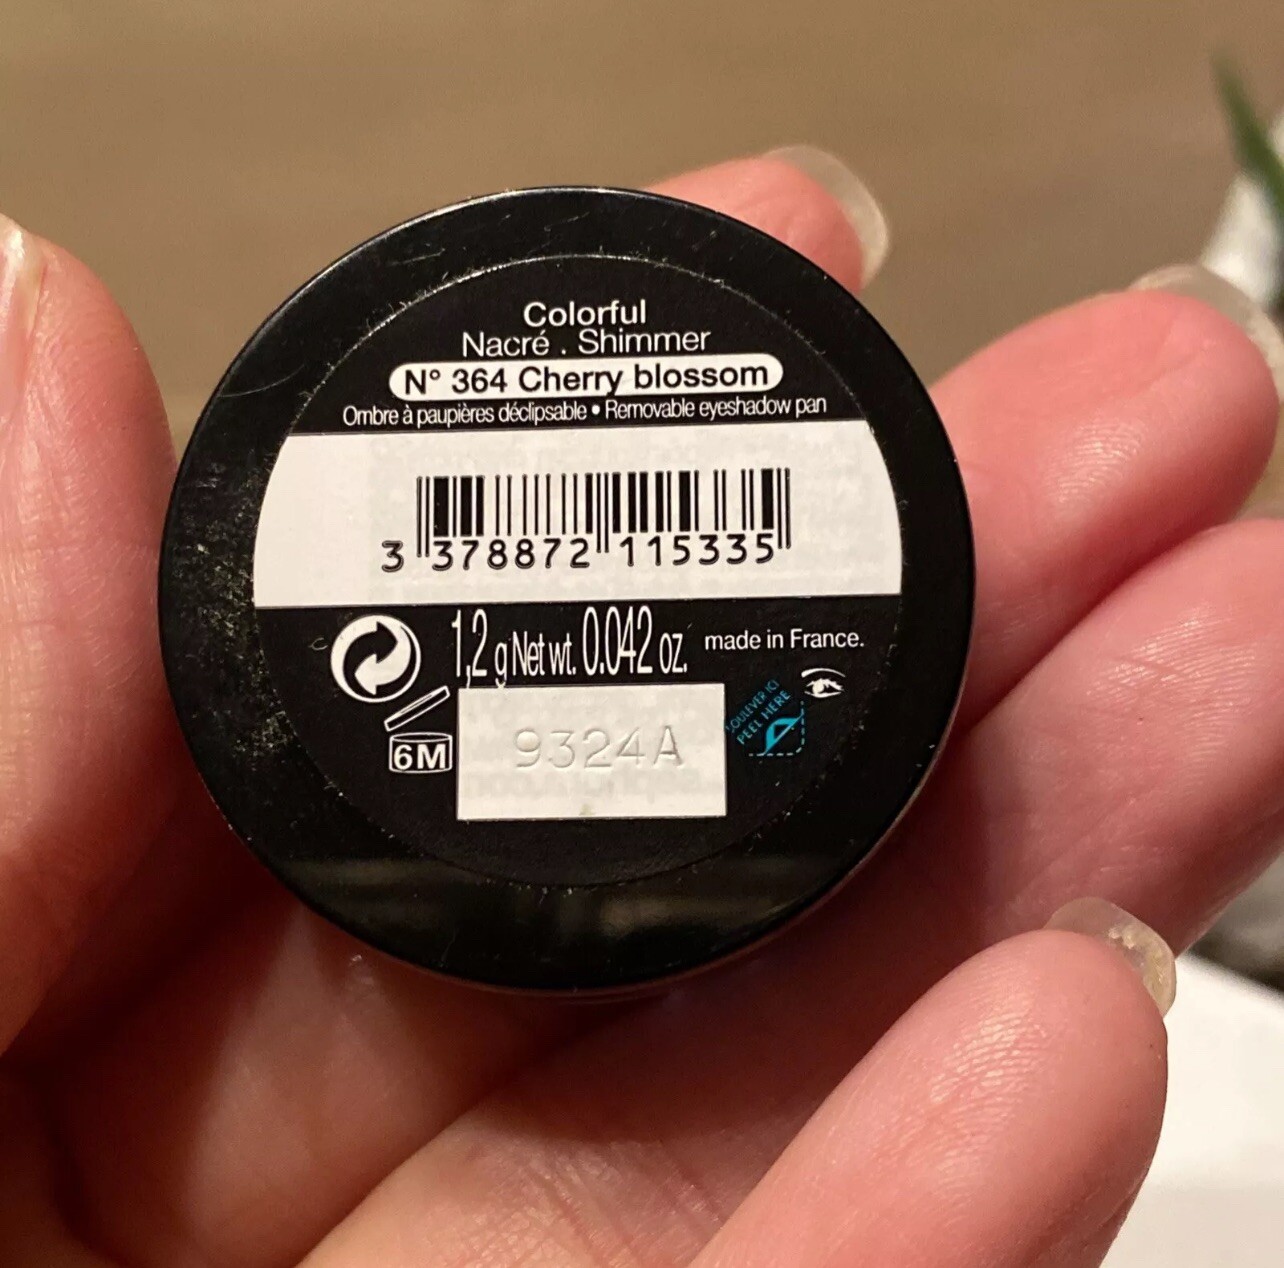 Colorful
Nacré . Shimmer
N° 364 Cherry blossom
Ombre à paupières déclipsable • Removable eyeshadow pan
3 378872 115335
1,2 g Net wt. 0.042 oz. made in France.
SOULEVER ICI
PEEL HERE
6M
9324A